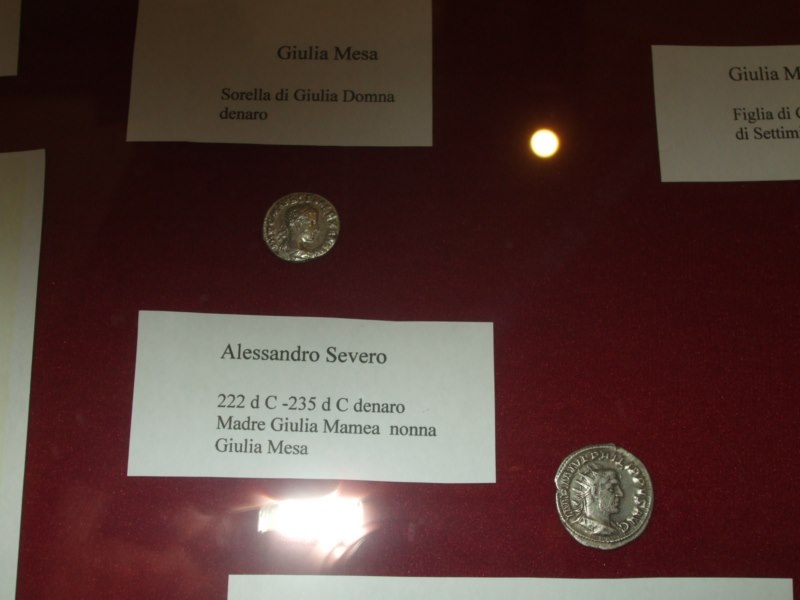 Giulia Mesa
Sorella di Giulia Domna
denaro
Giulia M
Figlia di
di Settim
Alessandro Severo
222 d C -235 d C denaro
Madre Giulia Mamea nonna
Giulia Mesa